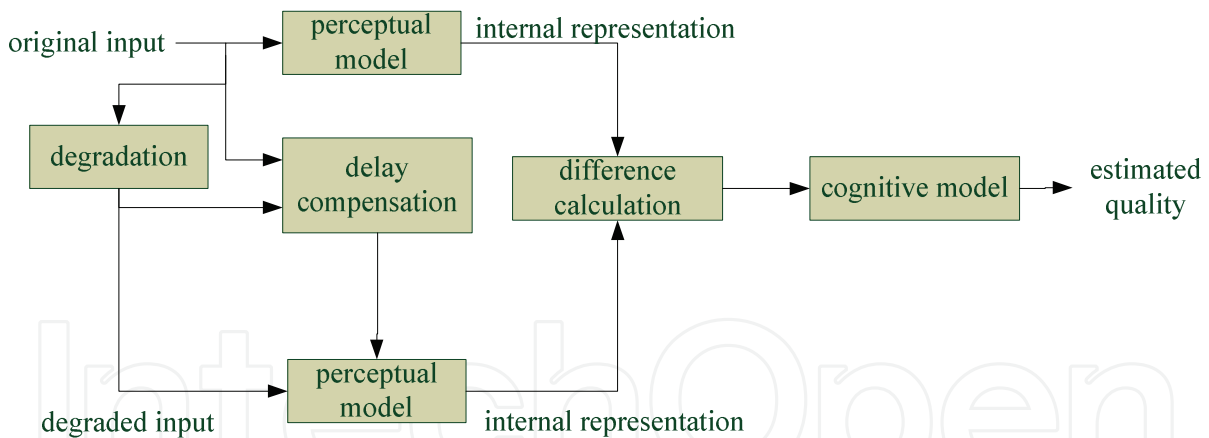 original input
perceptual
model
internal representation
degradation
delay
compensation
difference
calculation
cognitive model
estimated
quality
perceptual
model
degraded input
internal representation
IntechOpen